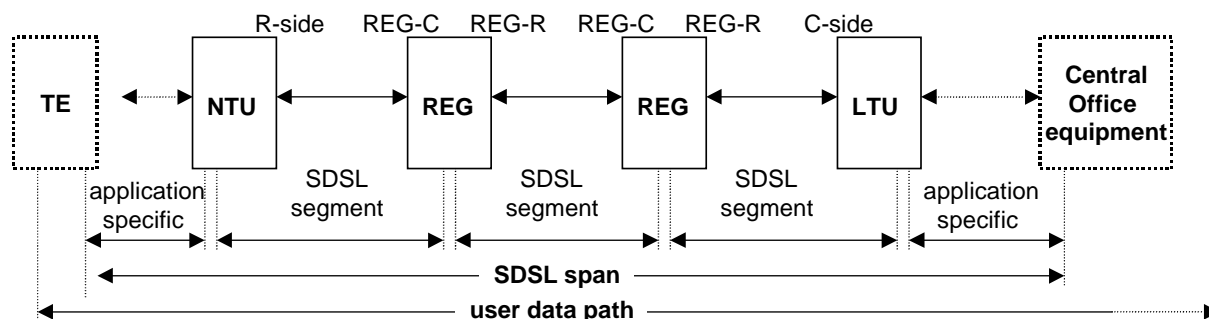 R-side REG-C REG-R REG-C REG-R C-side
TE NTU REG REG LTU Central
Office
equipment
application
specific
SDSL
segment
SDSL
segment
SDSL
segment
application
specific
SDSL span
user data path